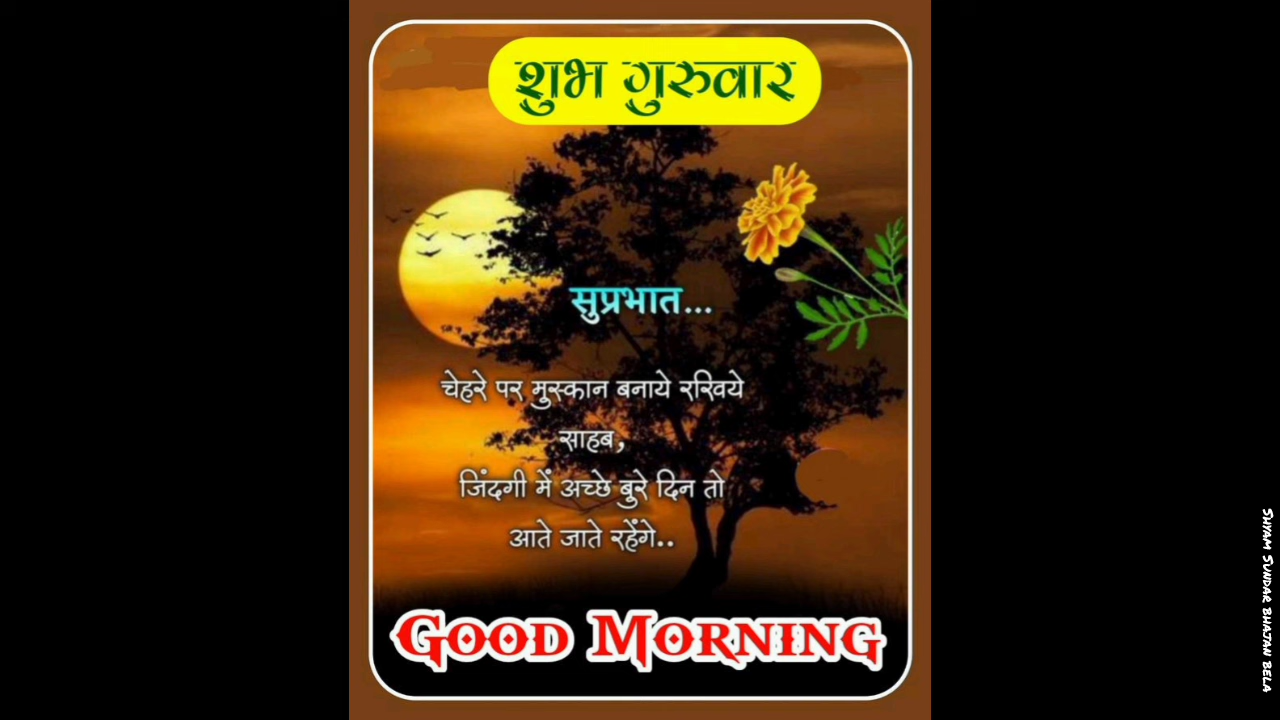 शुभ गुरुवार
सुप्रभात...
चेहरे पर मुस्कान बनाये रखिये
साहब,
जिंदगी में अच्छे बुरे दिन तो
आते जाते रहेंगे..
GOOD MORNING
SHYAM SUNDAR BHAJAN BELA